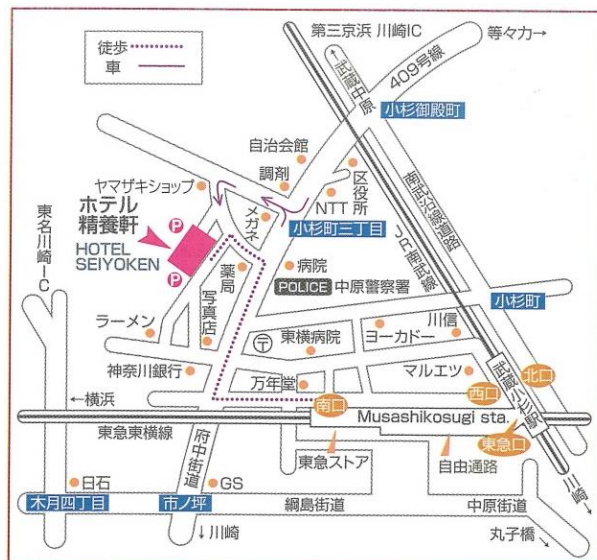 徒歩
車
第三京浜 川崎IC
等々力→
409号線
←武蔵中原
小杉御殿町
自治会館
調剤
ヤマザキショップ
区役所
NTT
南武沿線道路
メガネ
小杉町三丁目
JR南武線
ホテル
精養軒
HOTEL
SEIYOKEN
P
P
東名川崎IC
薬局
病院
POLICE 中原警察署
小杉町
写真店
ラーメン
〒
東横病院
ヨーカドー
川信
神奈川銀行
万年堂
マルエツ
西口
北口
武蔵小杉駅
←横浜
南口
Musashikosugi sta.
東急東横線
東急口
府中街道
東急ストア
自由通路
川崎→
日石
GS
木月四丁目
市ノ坪
綱島街道
中原街道
↓川崎
丸子橋→